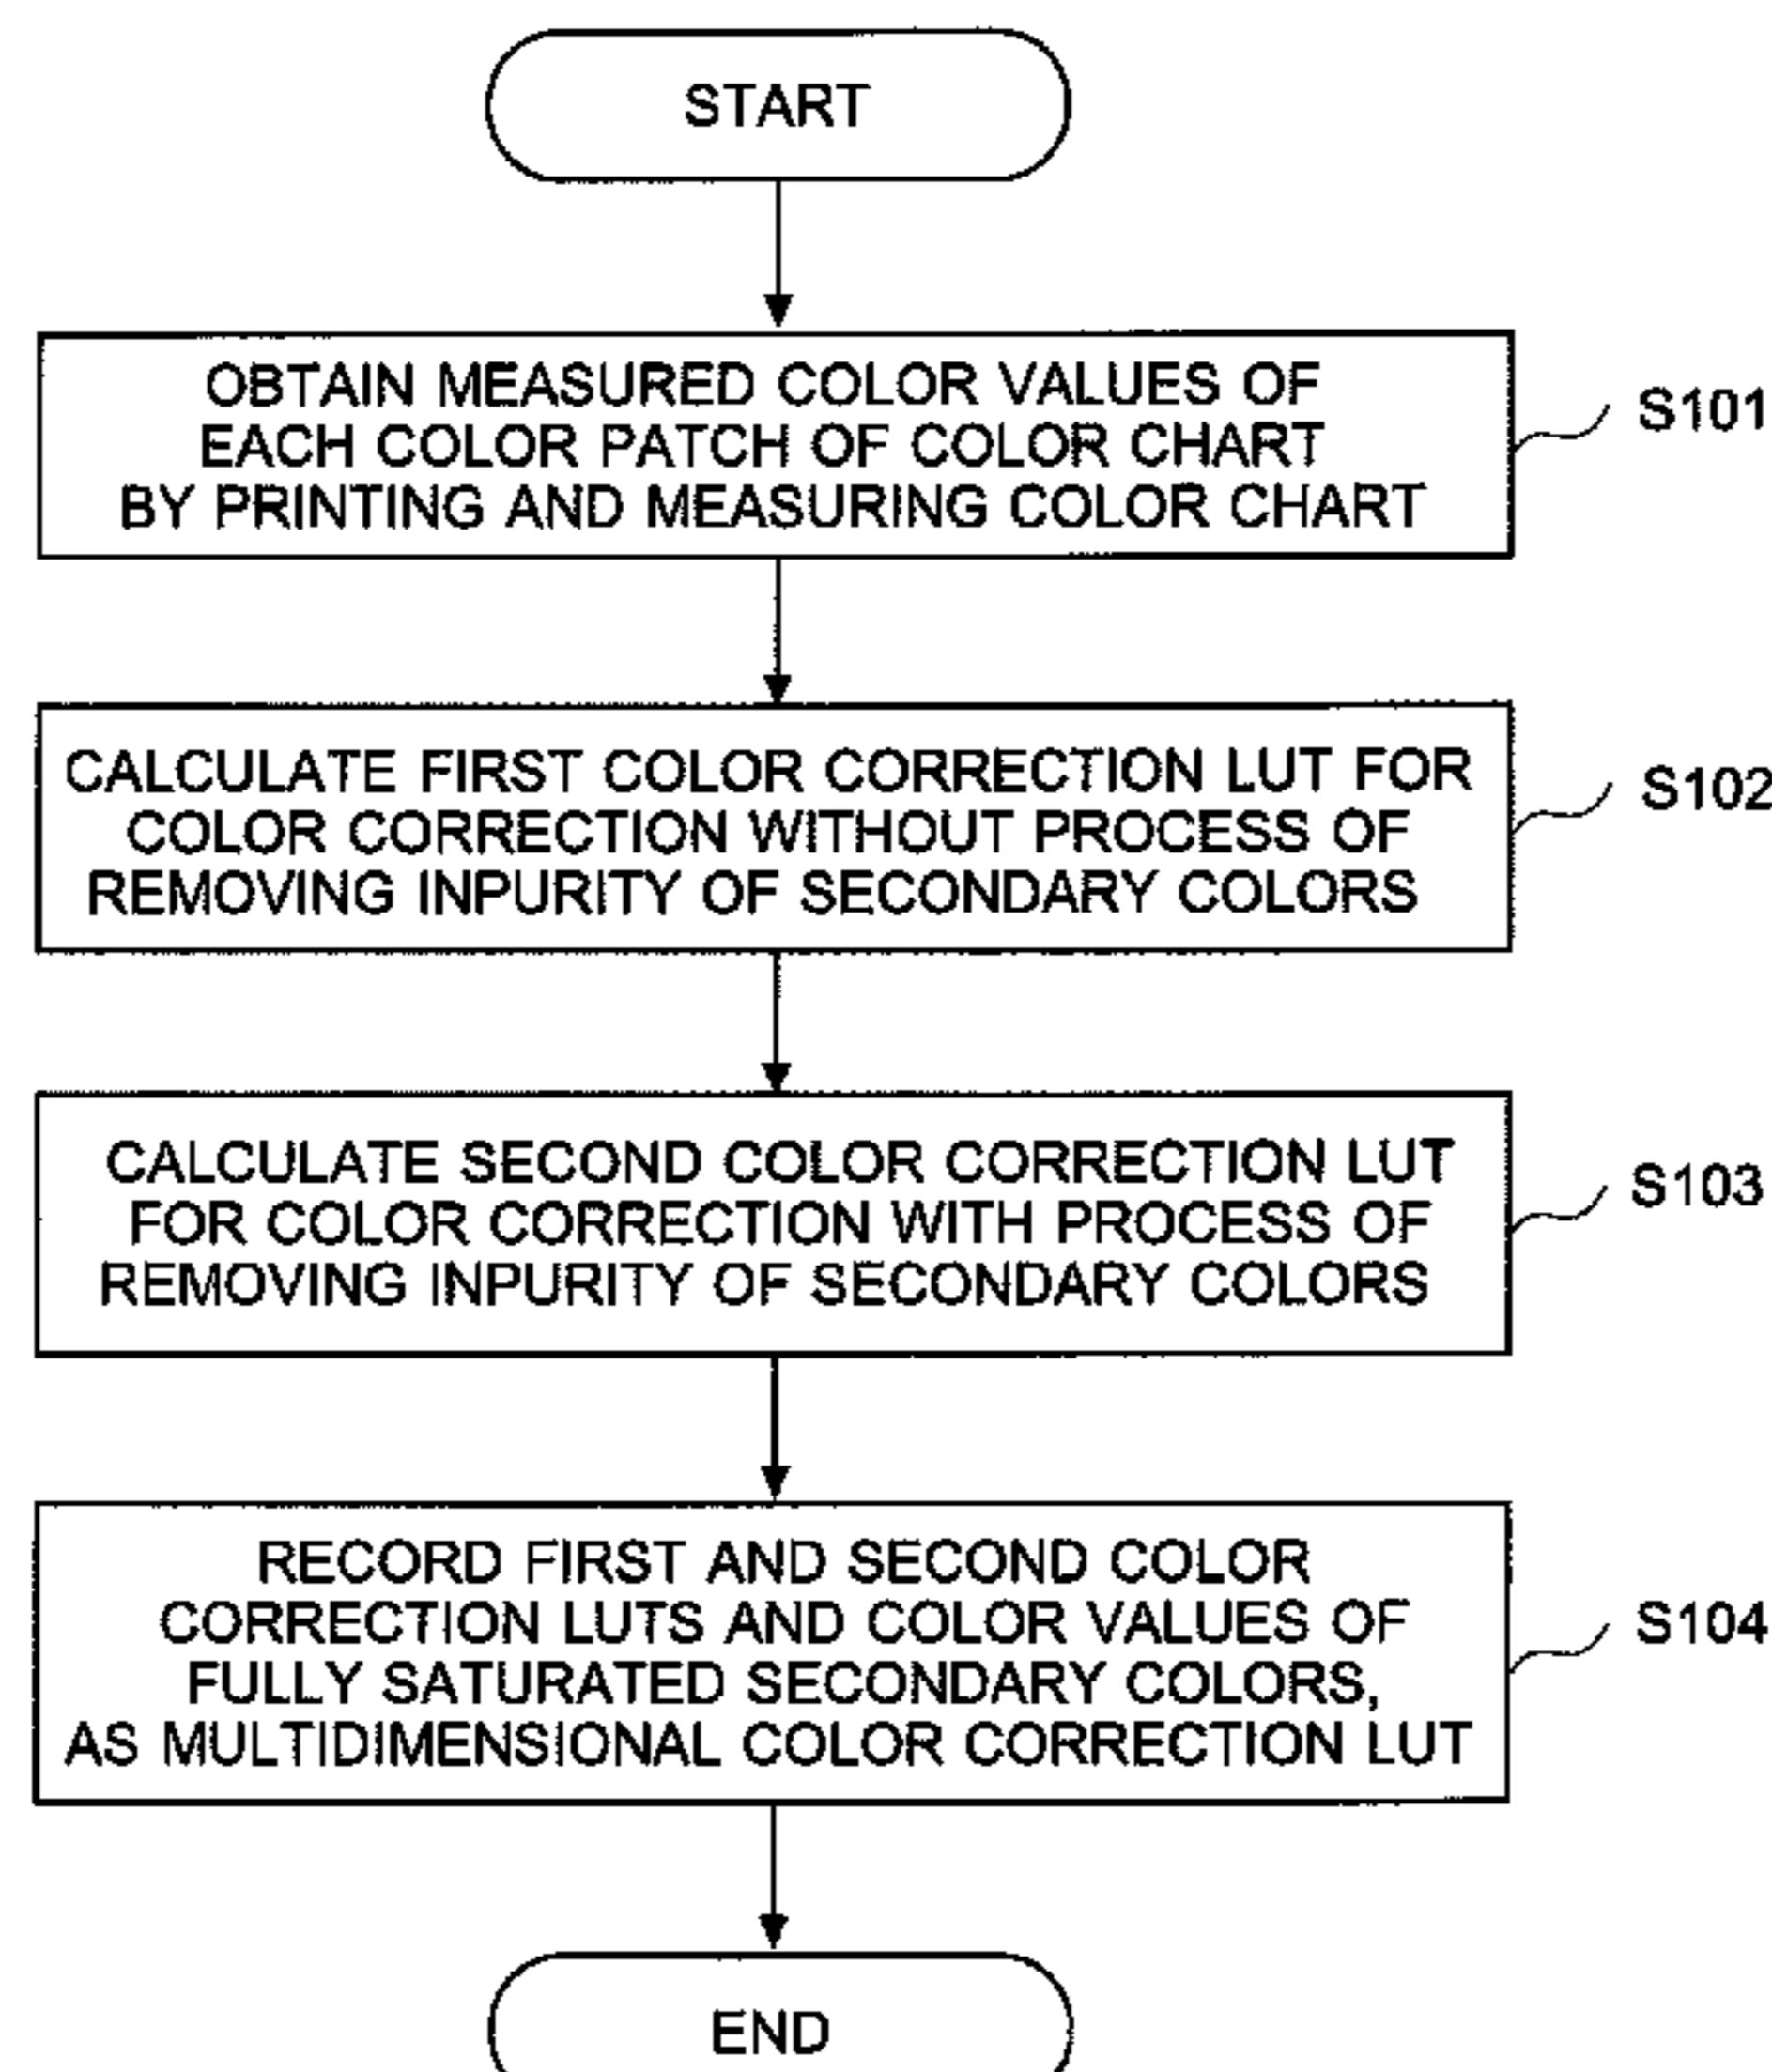 START
OBTAIN MEASURED COLOR VALUES OF
EACH COLOR PATCH OF COLOR CHART
BY PRINTING AND MEASURING COLOR CHART
S101
CALCULATE FIRST COLOR CORRECTION LUT FOR
COLOR CORRECTION WITHOUT PROCESS OF
REMOVING INPURITY OF SECONDARY COLORS
S102
CALCULATE SECOND COLOR CORRECTION LUT
FOR COLOR CORRECTION WITH PROCESS OF
REMOVING INPURITY OF SECONDARY COLORS
S103
RECORD FIRST AND SECOND COLOR
CORRECTION LUTS AND COLOR VALUES OF
FULLY SATURATED SECONDARY COLORS,
AS MULTIDIMENSIONAL COLOR CORRECTION LUT
S104
END